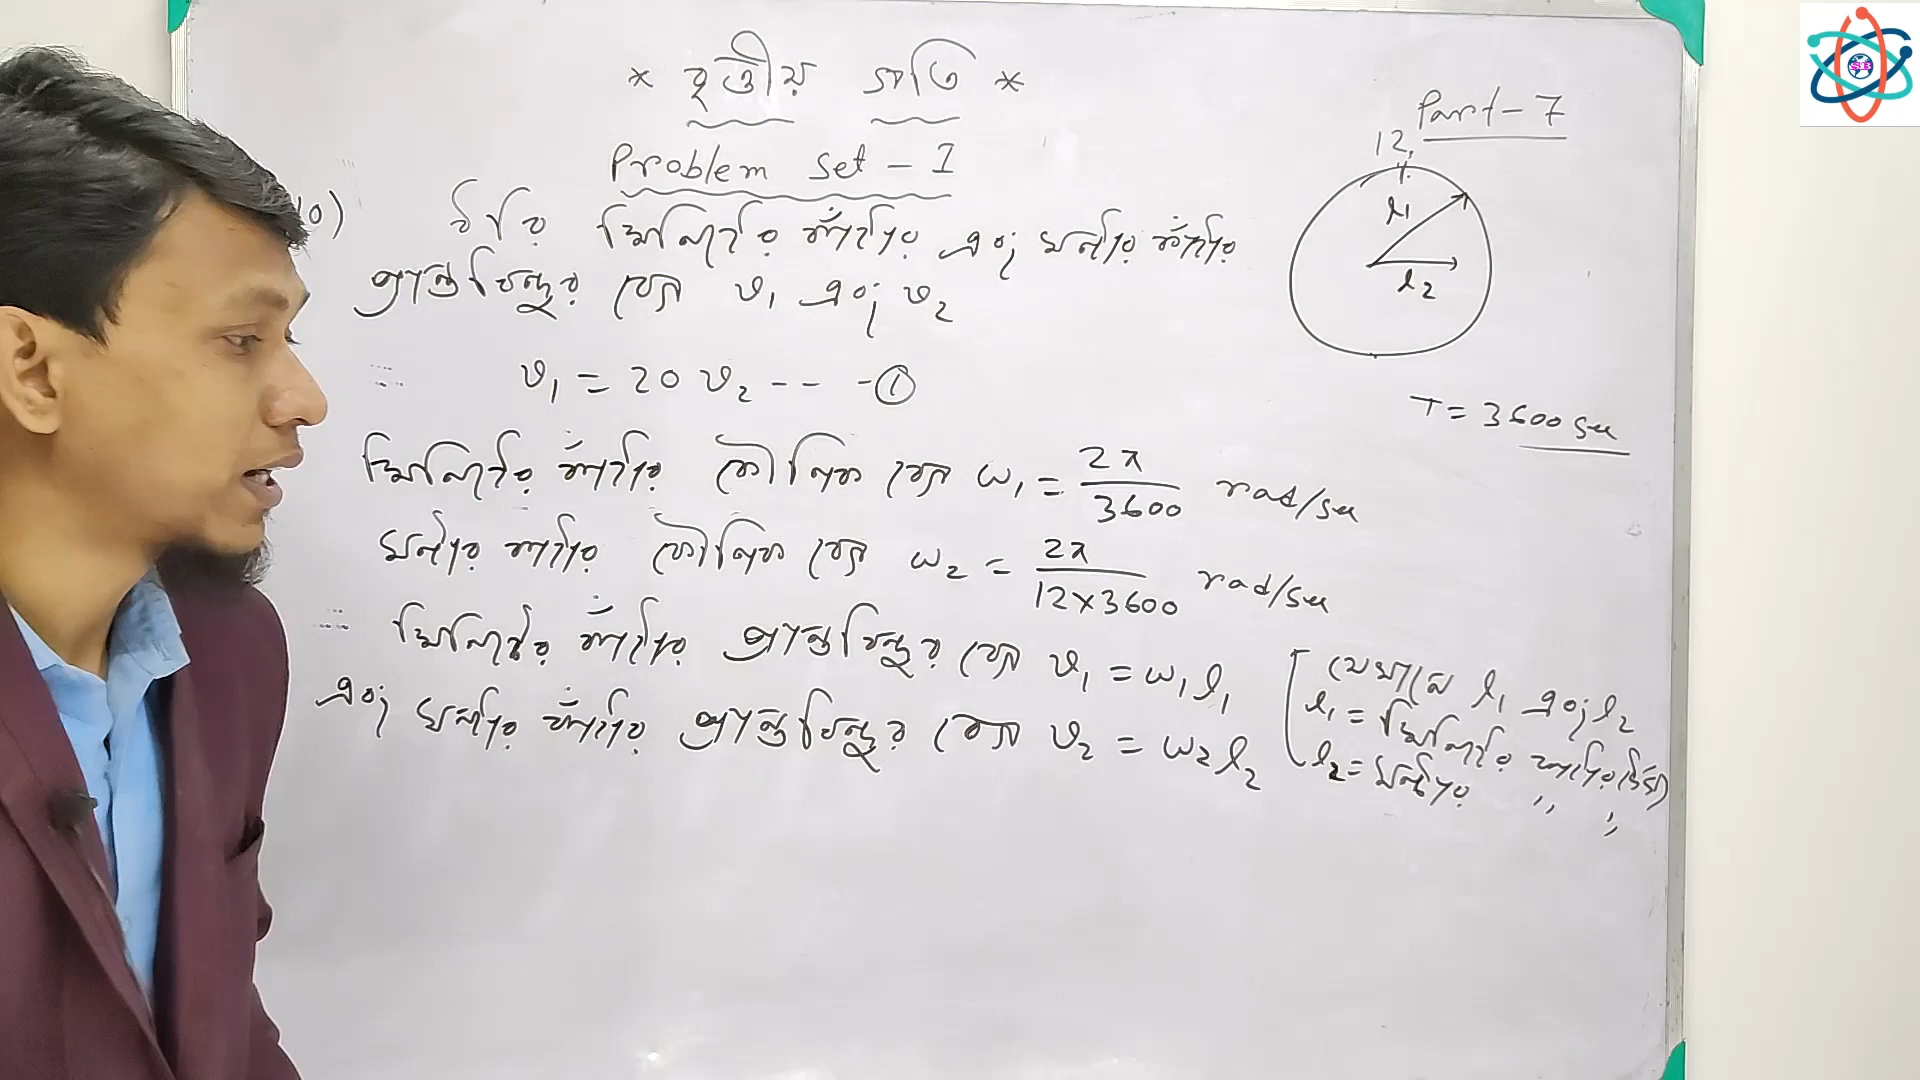 * বৃত্তীয় গতি *
Part - 7
Problem Set - I
10) ধরি মিনিটের কাঁটার এবং ঘন্টার কাঁটার
প্রান্তবিন্দুর বেগ v₁ এবং v₂
∴ v₁ = 20 v₂ -- - ①
মিনিটের কাঁটার কৌণিক বেগ ω₁ = 2π/3600 rad/sec
ঘন্টার কাটার কৌণিক বেগ ω₂ = 2π/12×3600 rad/sec
∴ মিনিটের কাঁটার প্রান্তবিন্দুর বেগ v₁ = ω₁l₁
এবং ঘন্টার কাঁটার প্রান্তবিন্দুর বেগ v₂ = ω₂l₂
[যেখানে l₁ এবং l₂
l₁ = মিনিটের কাটার দৈর্ঘ্য
l₂ = ঘন্টার ,, ,,
12
l₁
l₂
T = 3600 sec
SB